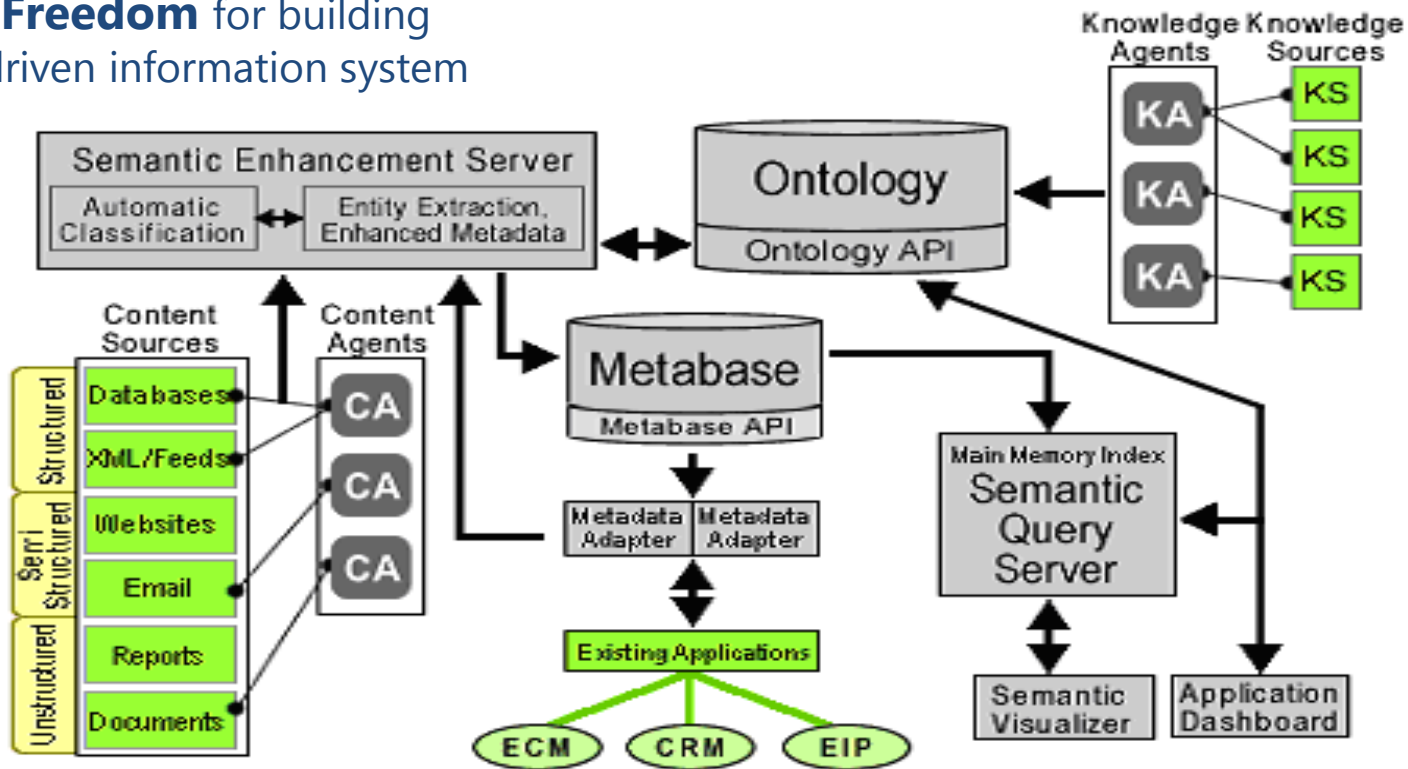 Freedom for building
driven information system
Knowledge Knowledge
Agents Sources
KA
KS
KS
KA
KS
KA
KS
Semantic Enhancement Server
Automatic
Classification
Entity Extraction,
Enhanced Metadata
Ontology
Ontology API
Content
Sources
Content
Agents
Structured
Semi
Structured
Unstructured
Databases
XML/Feeds
Websites
Email
Reports
Documents
CA
CA
CA
Metabase
Metabase API
Metadata
Adapter
Metadata
Adapter
Existing Applications
ECM
CRM
EIP
Main Memory Index
Semantic
Query
Server
Semantic
Visualizer
Application
Dashboard